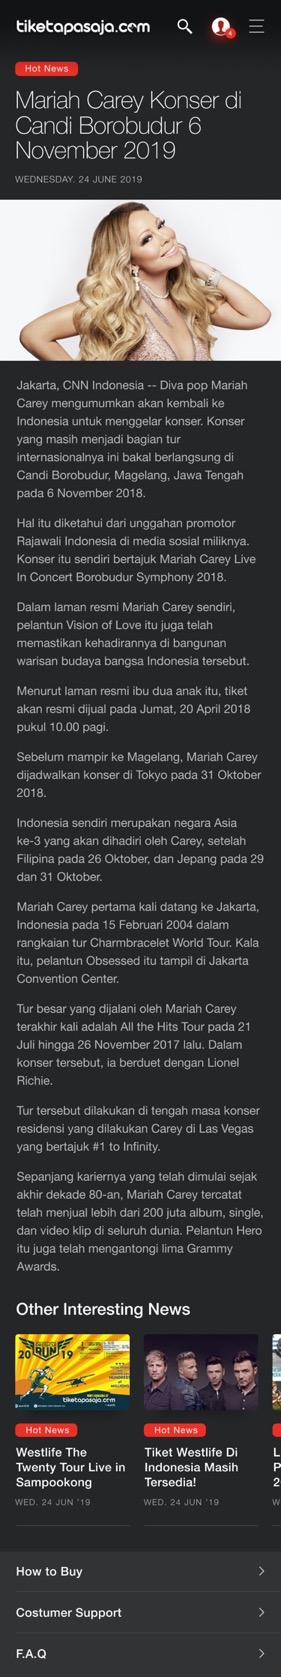 tiketapasaja.com
4
Hot News
Mariah Carey Konser di
Candi Borobudur 6
November 2019
WEDNESDAY. 24 JUNE 2019
Jakarta, CNN Indonesia -- Diva pop Mariah
Carey mengumumkan akan kembali ke
Indonesia untuk menggelar konser. Konser
yang masih menjadi bagian tur
internasionalnya ini bakal berlangsung di
Candi Borobudur, Magelang, Jawa Tengah
pada 6 November 2018.
Hal itu diketahui dari unggahan promotor
Rajawali Indonesia di media sosial miliknya.
Konser itu sendiri bertajuk Mariah Carey Live
In Concert Borobudur Symphony 2018.
Dalam laman resmi Mariah Carey sendiri,
pelantun Vision of Love itu juga telah
memastikan kehadirannya di bangunan
warisan budaya bangsa Indonesia tersebut.
Menurut laman resmi ibu dua anak itu, tiket
akan resmi dijual pada Jumat, 20 April 2018
pukul 10.00 pagi.
Sebelum mampir ke Magelang, Mariah Carey
dijadwalkan konser di Tokyo pada 31 Oktober
2018.
Indonesia sendiri merupakan negara Asia
ke-3 yang akan dihadiri oleh Carey, setelah
Filipina pada 26 Oktober, dan Jepang pada 29
dan 31 Oktober.
Mariah Carey pertama kali datang ke Jakarta,
Indonesia pada 15 Februari 2004 dalam
rangkaian tur Charmbracelet World Tour. Kala
itu, pelantun Obsessed itu tampil di Jakarta
Convention Center.
Tur besar yang dijalani oleh Mariah Carey
terakhir kali adalah All the Hits Tour pada 21
Juli hingga 26 November 2017 lalu. Dalam
konser tersebut, ia berduet dengan Lionel
Richie.
Tur tersebut dilakukan di tengah masa konser
residensi yang dilakukan Carey di Las Vegas
yang bertajuk #1 to Infinity.
Sepanjang kariernya yang telah dimulai sejak
akhir dekade 80-an, Mariah Carey tercatat
telah menjual lebih dari 200 juta album, single,
dan video klip di seluruh dunia. Pelantun Hero
itu juga telah mengantongi lima Grammy
Awards.
Other Interesting News
RUN
20 19
tiketapasaja.com
Hot News
Westlife The
Twenty Tour Live in
Sampookong
WED. 24 JUN '19
Hot News
Tiket Westlife Di
Indonesia Masih
Tersedia!
WED. 24 JUN '19
L
P
2
W
How to Buy
Costumer Support
F.A.Q